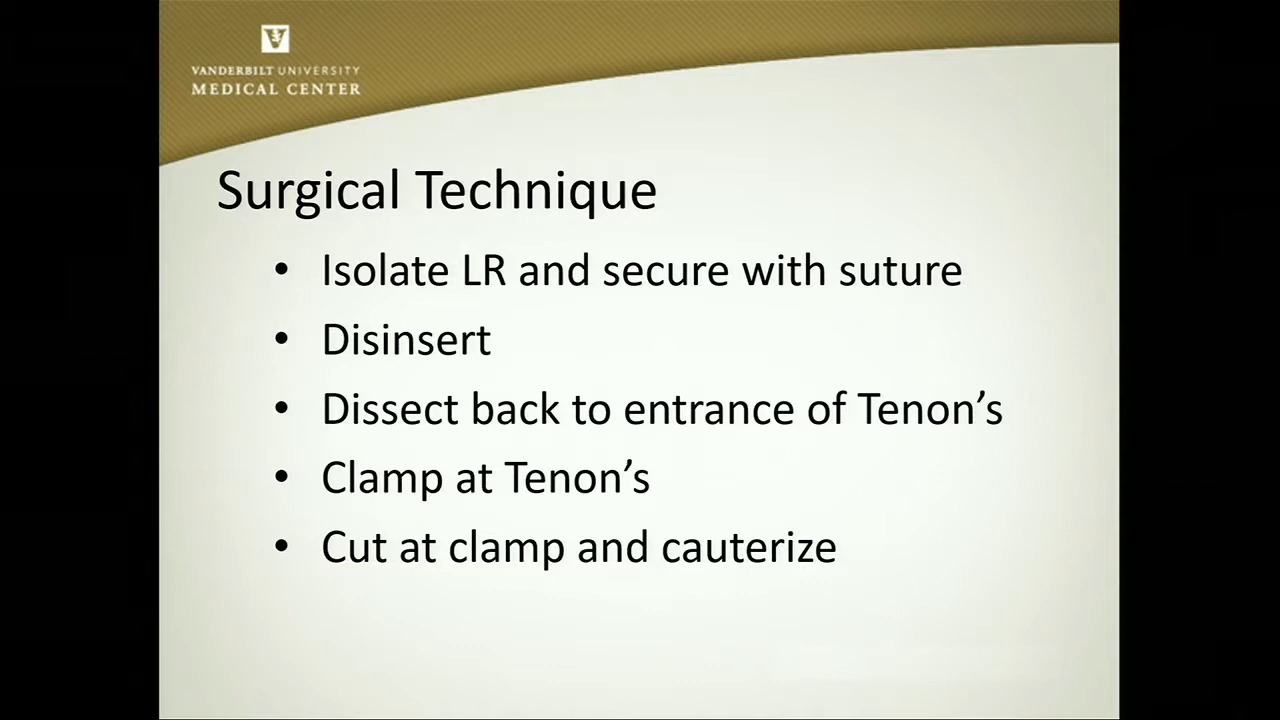 VANDERBILT UNIVERSITY
MEDICAL CENTER
Surgical Technique
• Isolate LR and secure with suture
• Disinsert
• Dissect back to entrance of Tenon’s
• Clamp at Tenon’s
• Cut at clamp and cauterize